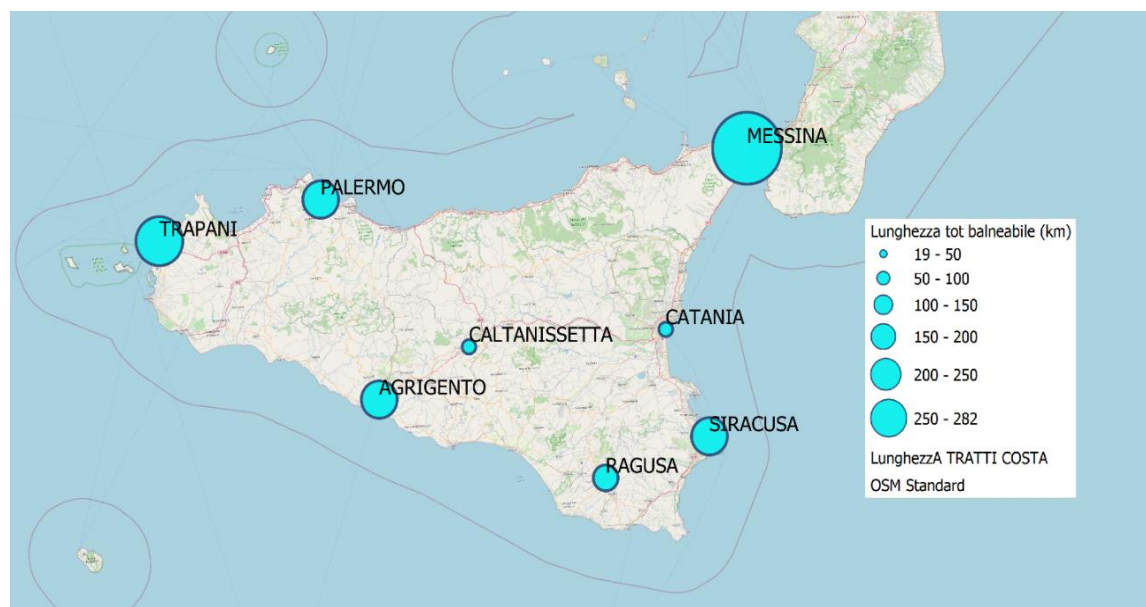 MESSINA
PALERMO
TRAPANI
CATANIA
CALTANISSETTA
AGRIGENTO
SIRACUSA
RAGUSA
Lunghezza tot balneabile (km)
19 - 50
50 - 100
100 - 150
150 - 200
200 - 250
250 - 282
LunghezzA TRATTI COSTA
OSM Standard